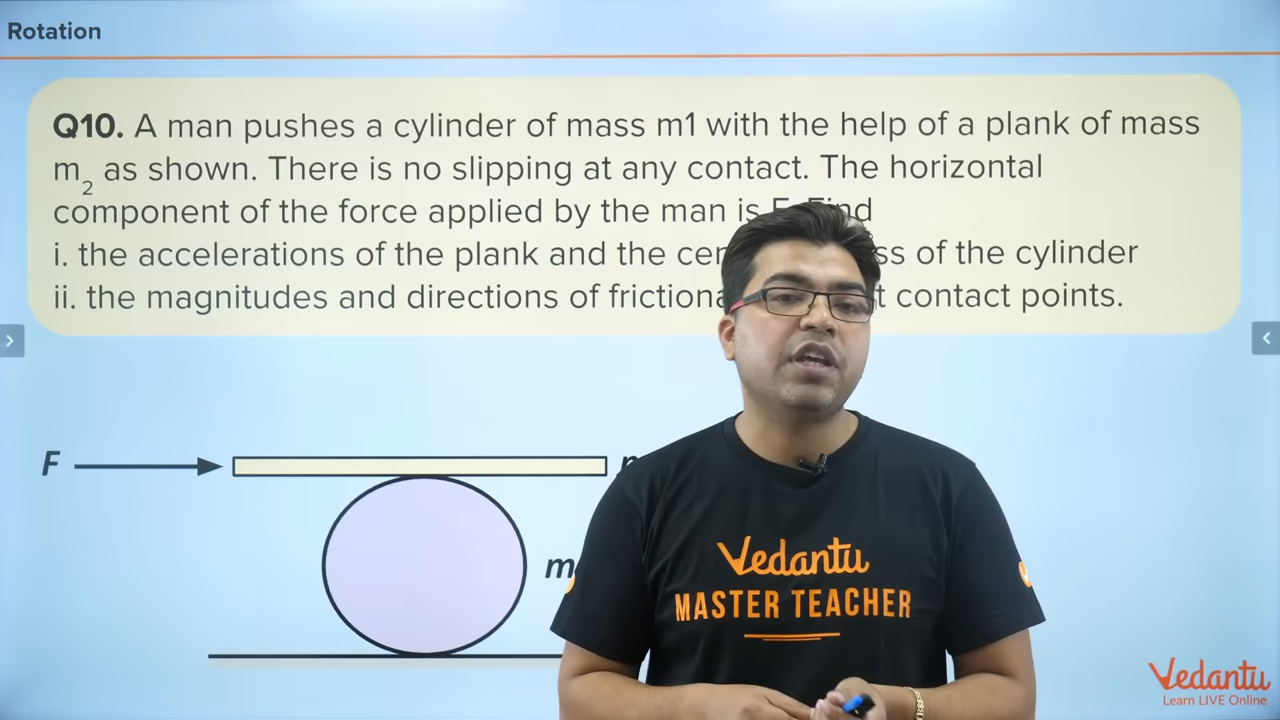 Rotation
Q10. A man pushes a cylinder of mass m1 with the help of a plank of mass
m2 as shown. There is no slipping at any contact. The horizontal
component of the force applied by the man is F. Find
i. the accelerations of the plank and the of the cylinder
ii. the magnitudes and directions of contact points.
F
m
Vedantu
MASTER TEACHER
Vedantu
Learn LIVE Online